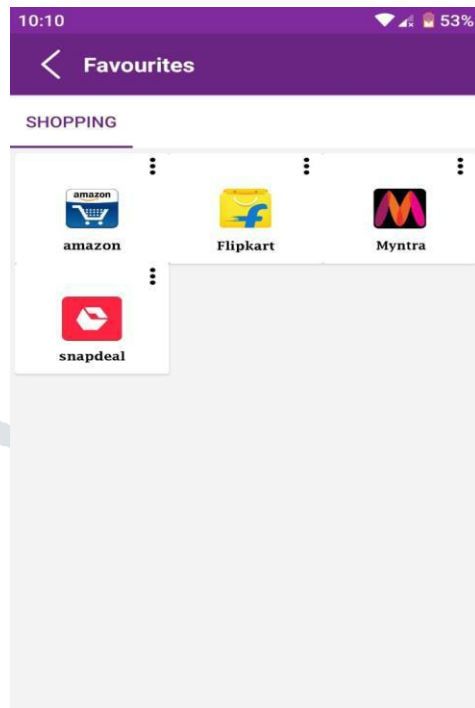 10:10 53%
Favourites
SHOPPING
amazon
amazon Flipkart Myntra
snapdeal